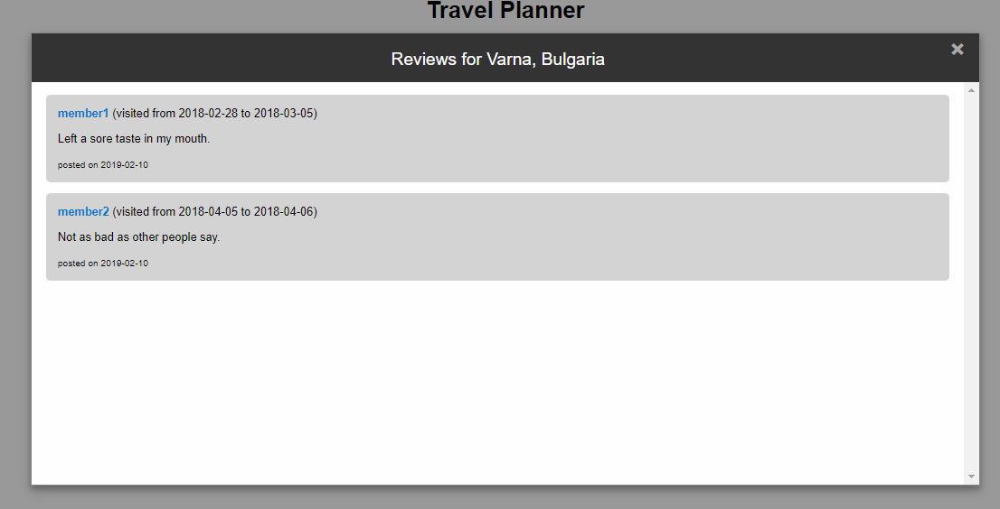 Travel Planner
Reviews for Varna, Bulgaria
member1 (visited from 2018-02-28 to 2018-03-05)
Left a sore taste in my mouth.
posted on 2019-02-10
member2 (visited from 2018-04-05 to 2018-04-06)
Not as bad as other people say.
posted on 2019-02-10